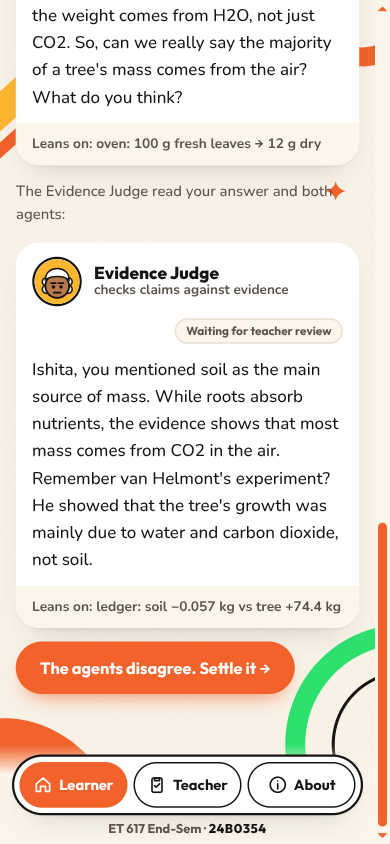 the weight comes from H2O, not just
CO2. So, can we really say the majority
of a tree's mass comes from the air?
What do you think?
Leans on: oven: 100 g fresh leaves → 12 g dry
The Evidence Judge read your answer and both
agents:
Evidence Judge
checks claims against evidence
Waiting for teacher review
Ishita, you mentioned soil as the main
source of mass. While roots absorb
nutrients, the evidence shows that most
mass comes from CO2 in the air.
Remember van Helmont's experiment?
He showed that the tree's growth was
mainly due to water and carbon dioxide,
not soil.
Leans on: ledger: soil −0.057 kg vs tree +74.4 kg
The agents disagree. Settle it →
Learner
Teacher
About
ET 617 End-Sem · 24B0354